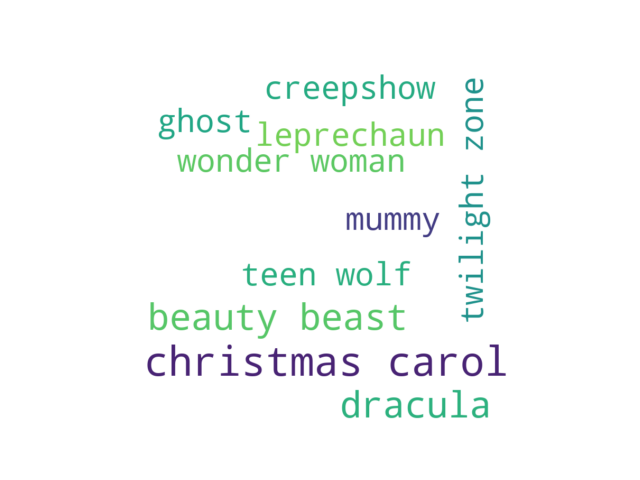 creepshow
twilight zone
ghost
leprechaun
wonder woman
mummy
teen wolf
beauty beast
christmas carol
dracula